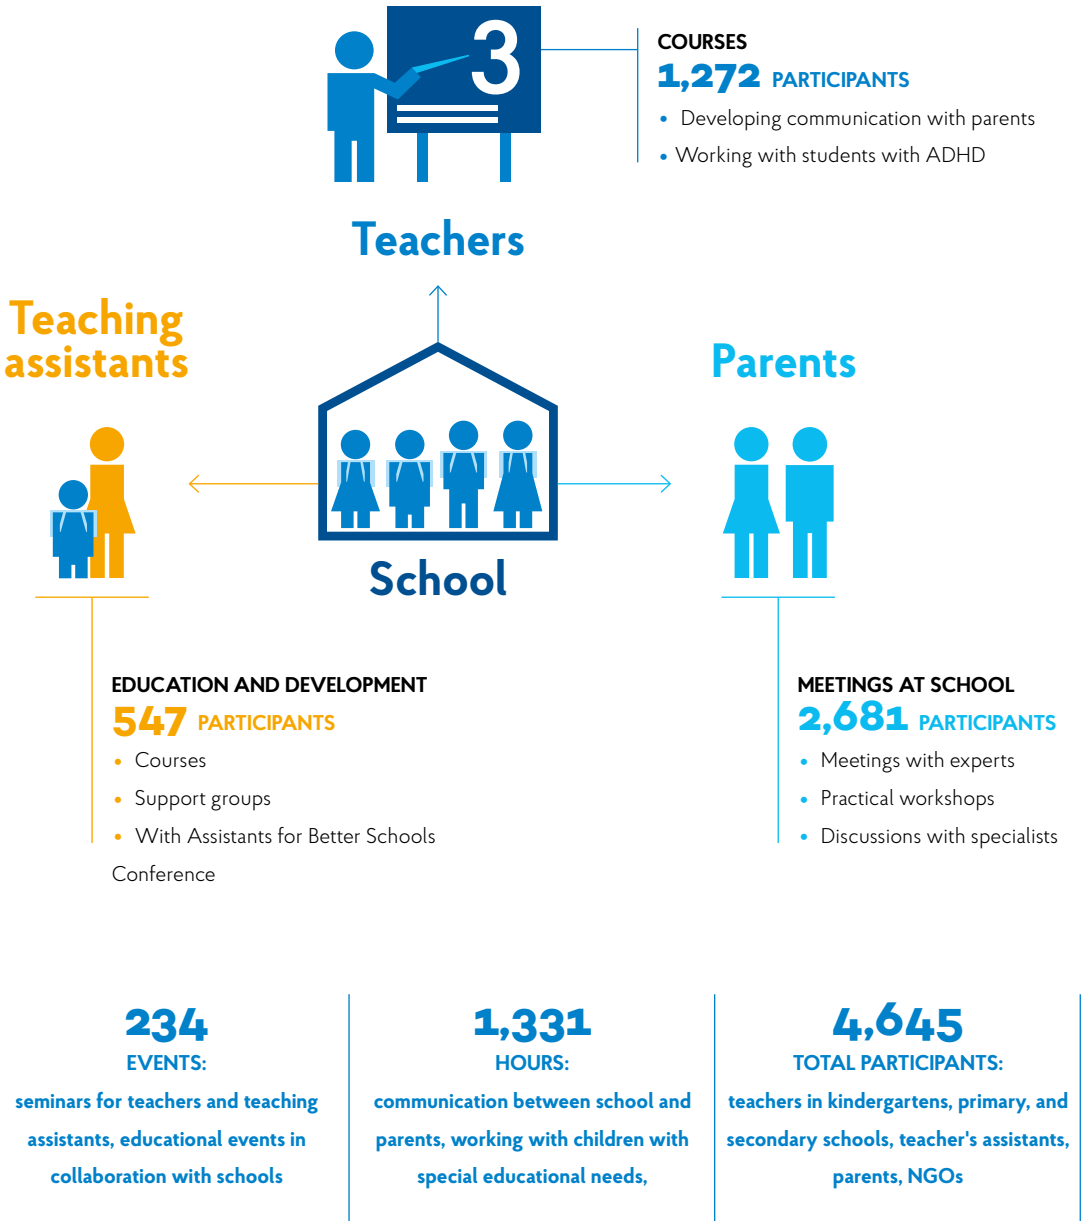 3
COURSES
1,272 PARTICIPANTS
• Developing communication with parents
• Working with students with ADHD
Teachers
Teaching
assistants
Parents
School
EDUCATION AND DEVELOPMENT
547 PARTICIPANTS
• Courses
• Support groups
• With Assistants for Better Schools
Conference
MEETINGS AT SCHOOL
2,681 PARTICIPANTS
• Meetings with experts
• Practical workshops
• Discussions with specialists
234
EVENTS:
seminars for teachers and teaching
assistants, educational events in
collaboration with schools
1,331
HOURS:
communication between school and
parents, working with children with
special educational needs,
4,645
TOTAL PARTICIPANTS:
teachers in kindergartens, primary, and
secondary schools, teacher's assistants,
parents, NGOs